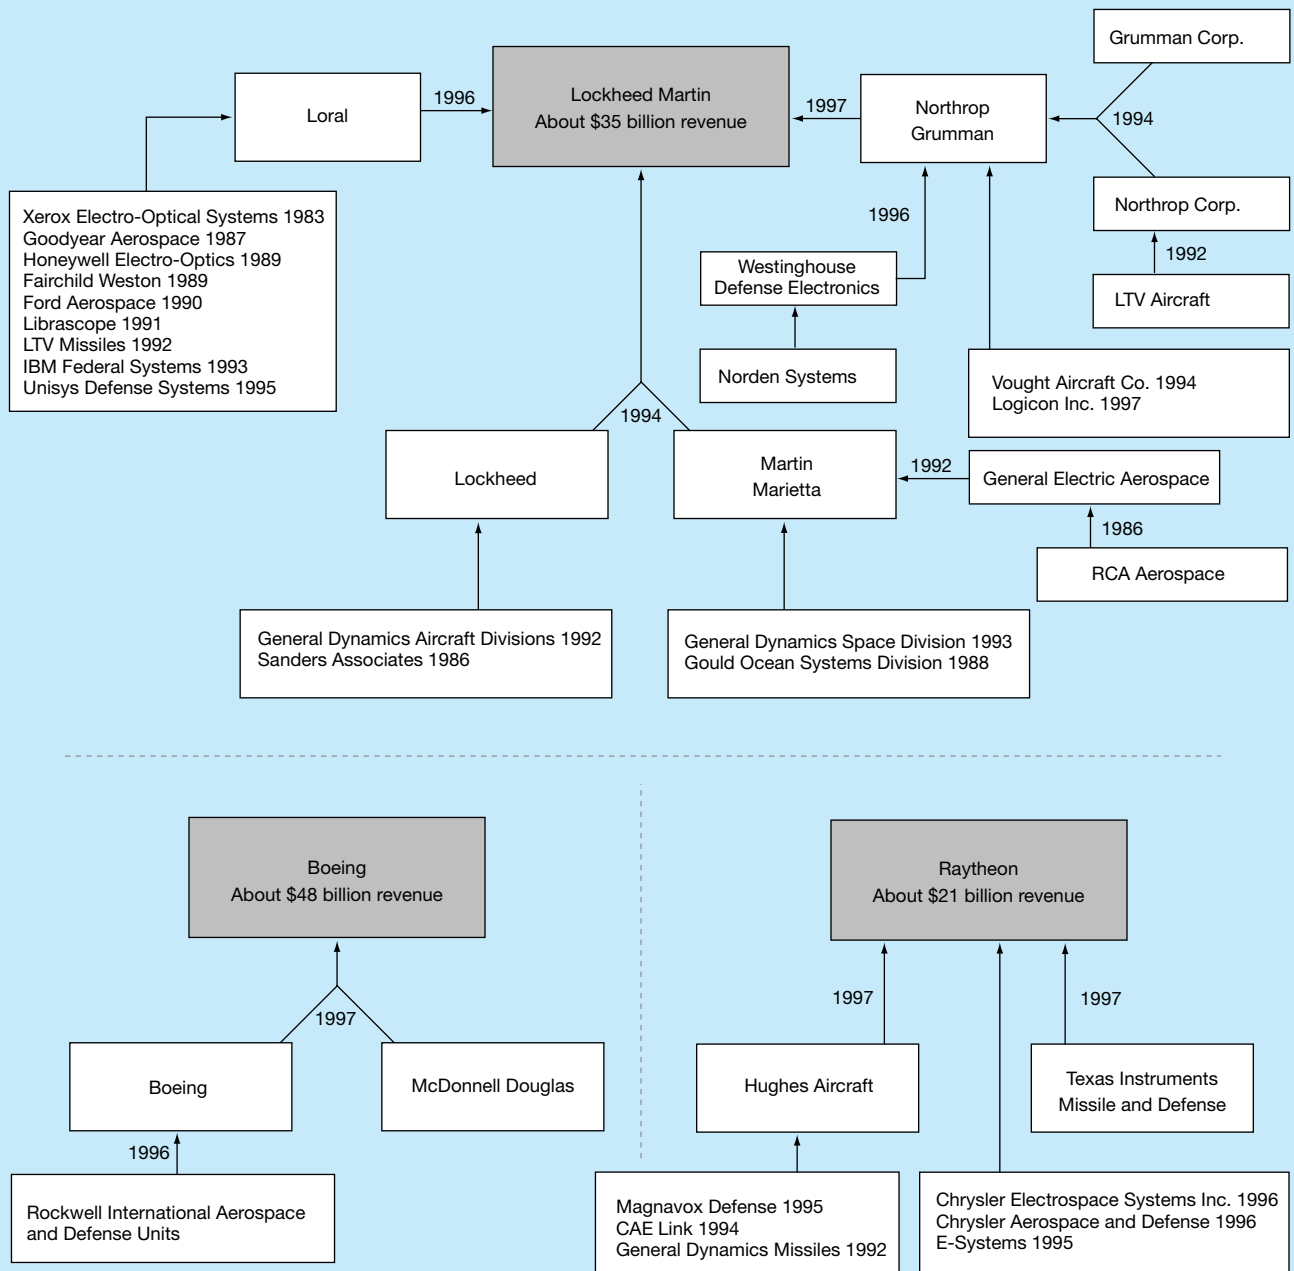 Grumman Corp.
Loral
1996
Lockheed Martin
About $35 billion revenue
1997
Northrop
Grumman
1994
Xerox Electro-Optical Systems 1983
Goodyear Aerospace 1987
Honeywell Electro-Optics 1989
Fairchild Weston 1989
Ford Aerospace 1990
Librascope 1991
LTV Missiles 1992
IBM Federal Systems 1993
Unisys Defense Systems 1995
1996
Northrop Corp.
1992
LTV Aircraft
Westinghouse
Defense Electronics
Norden Systems
Vought Aircraft Co. 1994
Logicon Inc. 1997
1994
Lockheed
Martin
Marietta
1992
General Electric Aerospace
1986
RCA Aerospace
General Dynamics Aircraft Divisions 1992
Sanders Associates 1986
General Dynamics Space Division 1993
Gould Ocean Systems Division 1988
Boeing
About $48 billion revenue
1997
Boeing
McDonnell Douglas
1996
Rockwell International Aerospace
and Defense Units
Raytheon
About $21 billion revenue
1997
1997
Hughes Aircraft
Texas Instruments
Missile and Defense
Magnavox Defense 1995
CAE Link 1994
General Dynamics Missiles 1992
Chrysler Electrospace Systems Inc. 1996
Chrysler Aerospace and Defense 1996
E-Systems 1995